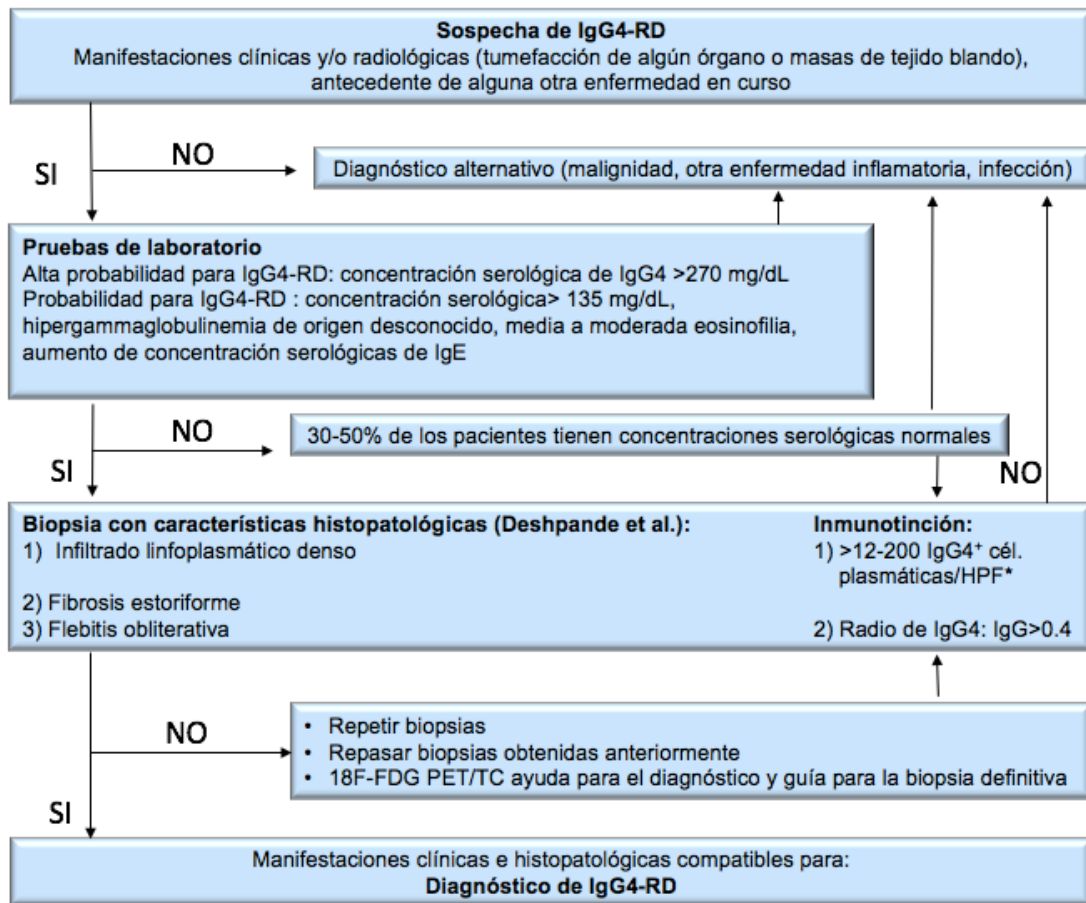 Sospecha de IgG4-RD
Manifestaciones clínicas y/o radiológicas (tumefacción de algún órgano o masas de tejido blando),
antecedente de alguna otra enfermedad en curso
NO
SI
Diagnóstico alternativo (malignidad, otra enfermedad inflamatoria, infección)
Pruebas de laboratorio
Alta probabilidad para IgG4-RD: concentración serológica de IgG4 >270 mg/dL
Probabilidad para IgG4-RD : concentración serológica> 135 mg/dL,
hipergammaglobulinemia de origen desconocido, media a moderada eosinofilia,
aumento de concentración serológicas de IgE
NO
30-50% de los pacientes tienen concentraciones serológicas normales
SI
NO
Biopsia con características histopatológicas (Deshpande et al.):
1) Infiltrado linfoplasmático denso
2) Fibrosis estoriforme
3) Flebitis obliterativa
Inmunotinción:
1) >12-200 IgG4⁺ cél.
plasmáticas/HPF*
2) Radio de IgG4: IgG>0.4
NO
• Repetir biopsias
• Repasar biopsias obtenidas anteriormente
• 18F-FDG PET/TC ayuda para el diagnóstico y guía para la biopsia definitiva
SI
Manifestaciones clínicas e histopatológicas compatibles para:
Diagnóstico de IgG4-RD